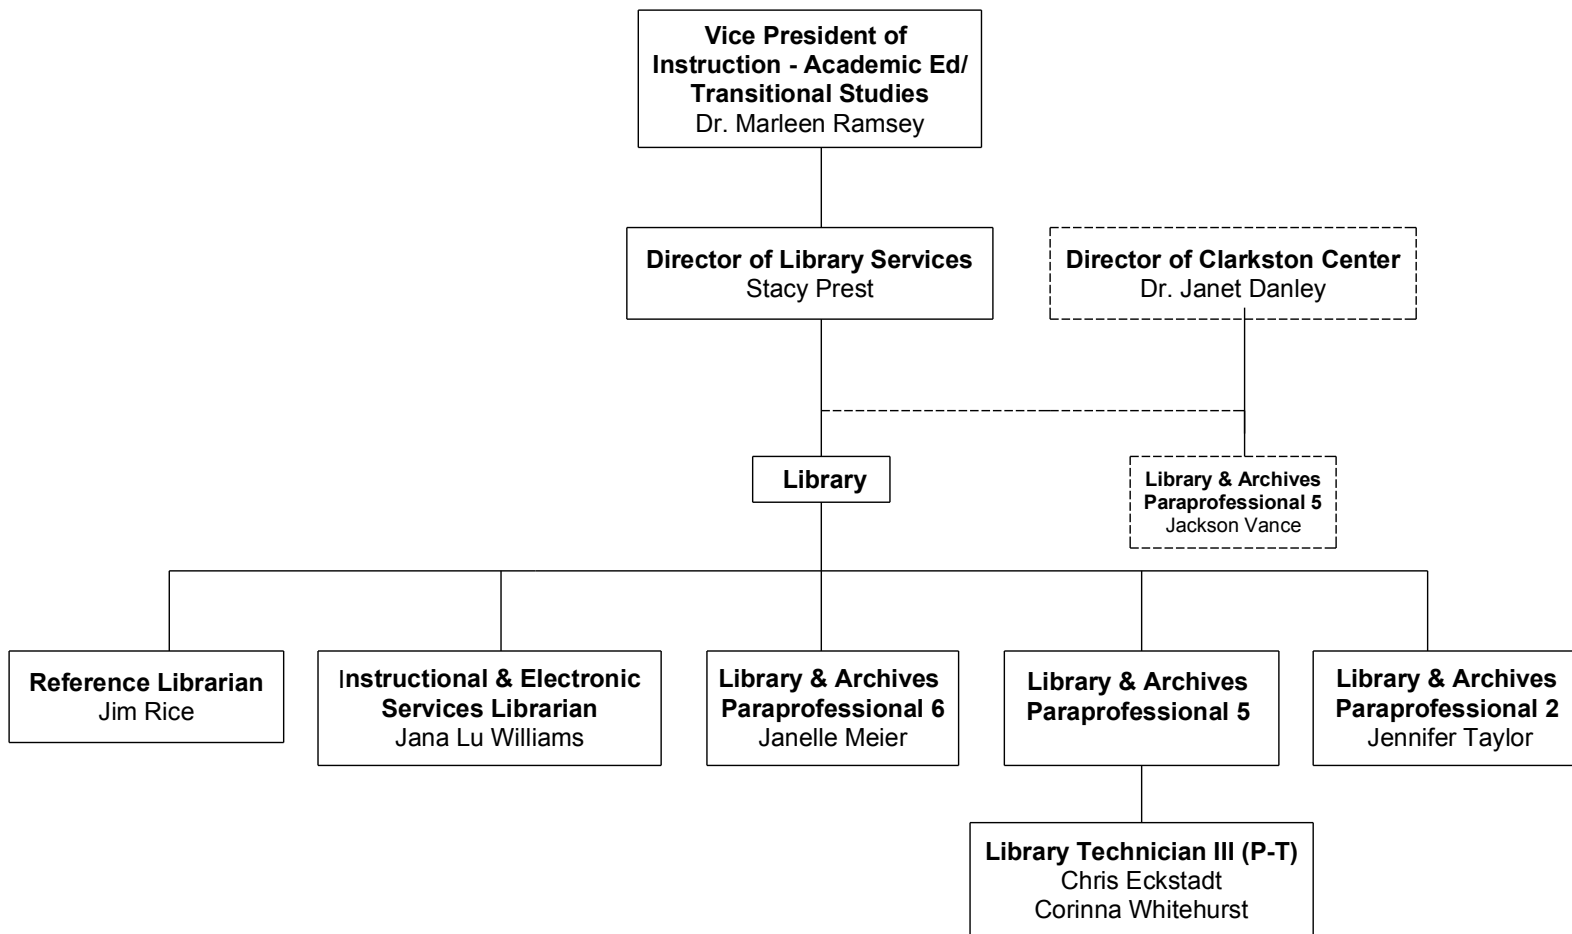 Vice President of
Instruction - Academic Ed/
Transitional Studies
Dr. Marleen Ramsey
Director of Library Services
Stacy Prest
Director of Clarkston Center
Dr. Janet Danley
Library
Library & Archives
Paraprofessional 5
Jackson Vance
Reference Librarian
Jim Rice
Instructional & Electronic
Services Librarian
Jana Lu Williams
Library & Archives
Paraprofessional 6
Janelle Meier
Library & Archives
Paraprofessional 5
Library & Archives
Paraprofessional 2
Jennifer Taylor
Library Technician III (P-T)
Chris Eckstadt
Corinna Whitehurst